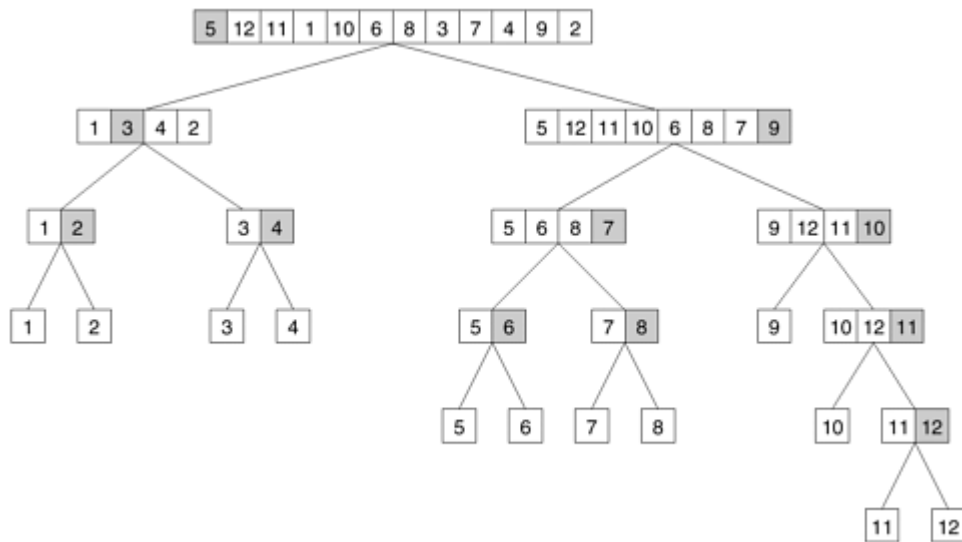 5 12 11 1 10 6 8 3 7 4 9 2
1 3 4 2 5 12 11 10 6 8 7 9
1 2 3 4 5 6 8 7 9 12 11 10
1 2 3 4 5 6 7 8 9 10 12 11
5 6 7 8 10 11 12
11 12